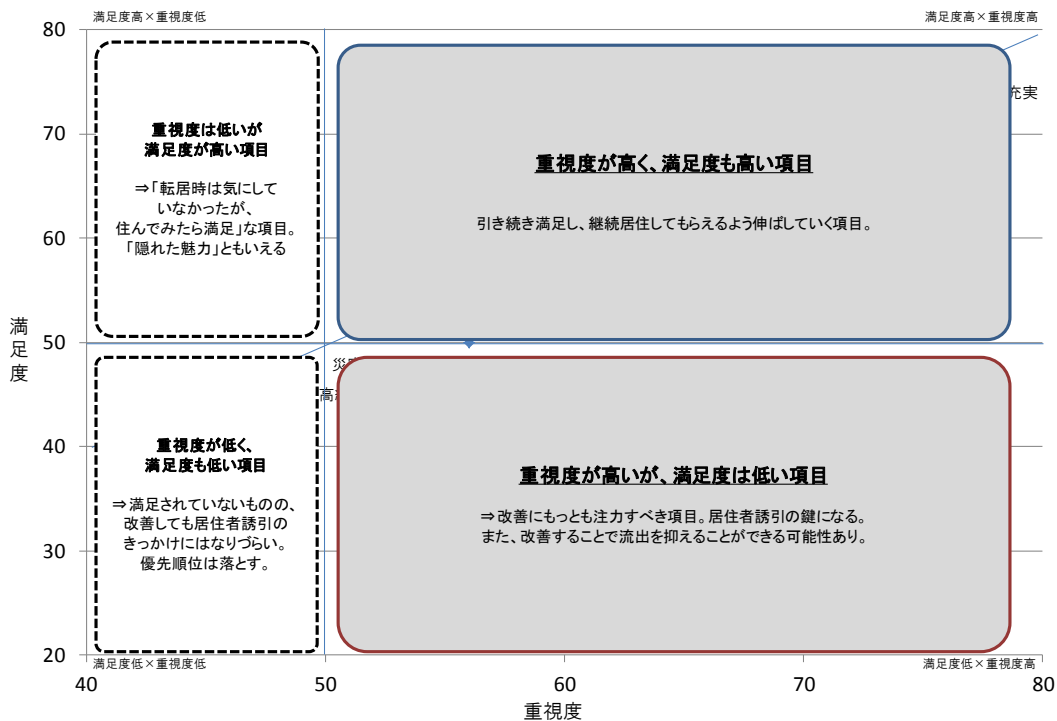 満足度高×重視度低
満足度高×重視度高
80
充実
重視度は低いが
満足度が高い項目
⇒「転居時は気にして
いなかったが、
住んでみたら満足」な項目。
「隠れた魅力」ともいえる
重視度が高く、満足度も高い項目
引き続き満足し、継続居住してもらえるよう伸ばしていく項目。
70
60
満足度
50
災
高
重視度が低く、
満足度も低い項目
⇒満足されていないものの、
改善しても居住者誘引の
きっかけにはなりづらい。
優先順位は落とす。
重視度が高いが、満足度は低い項目
⇒改善にもっとも注力すべき項目。居住者誘引の鍵になる。
また、改善することで流出を抑えることができる可能性あり。
40
30
20
満足度低×重視度低
満足度低×重視度高
40 50 60 70 80
重視度